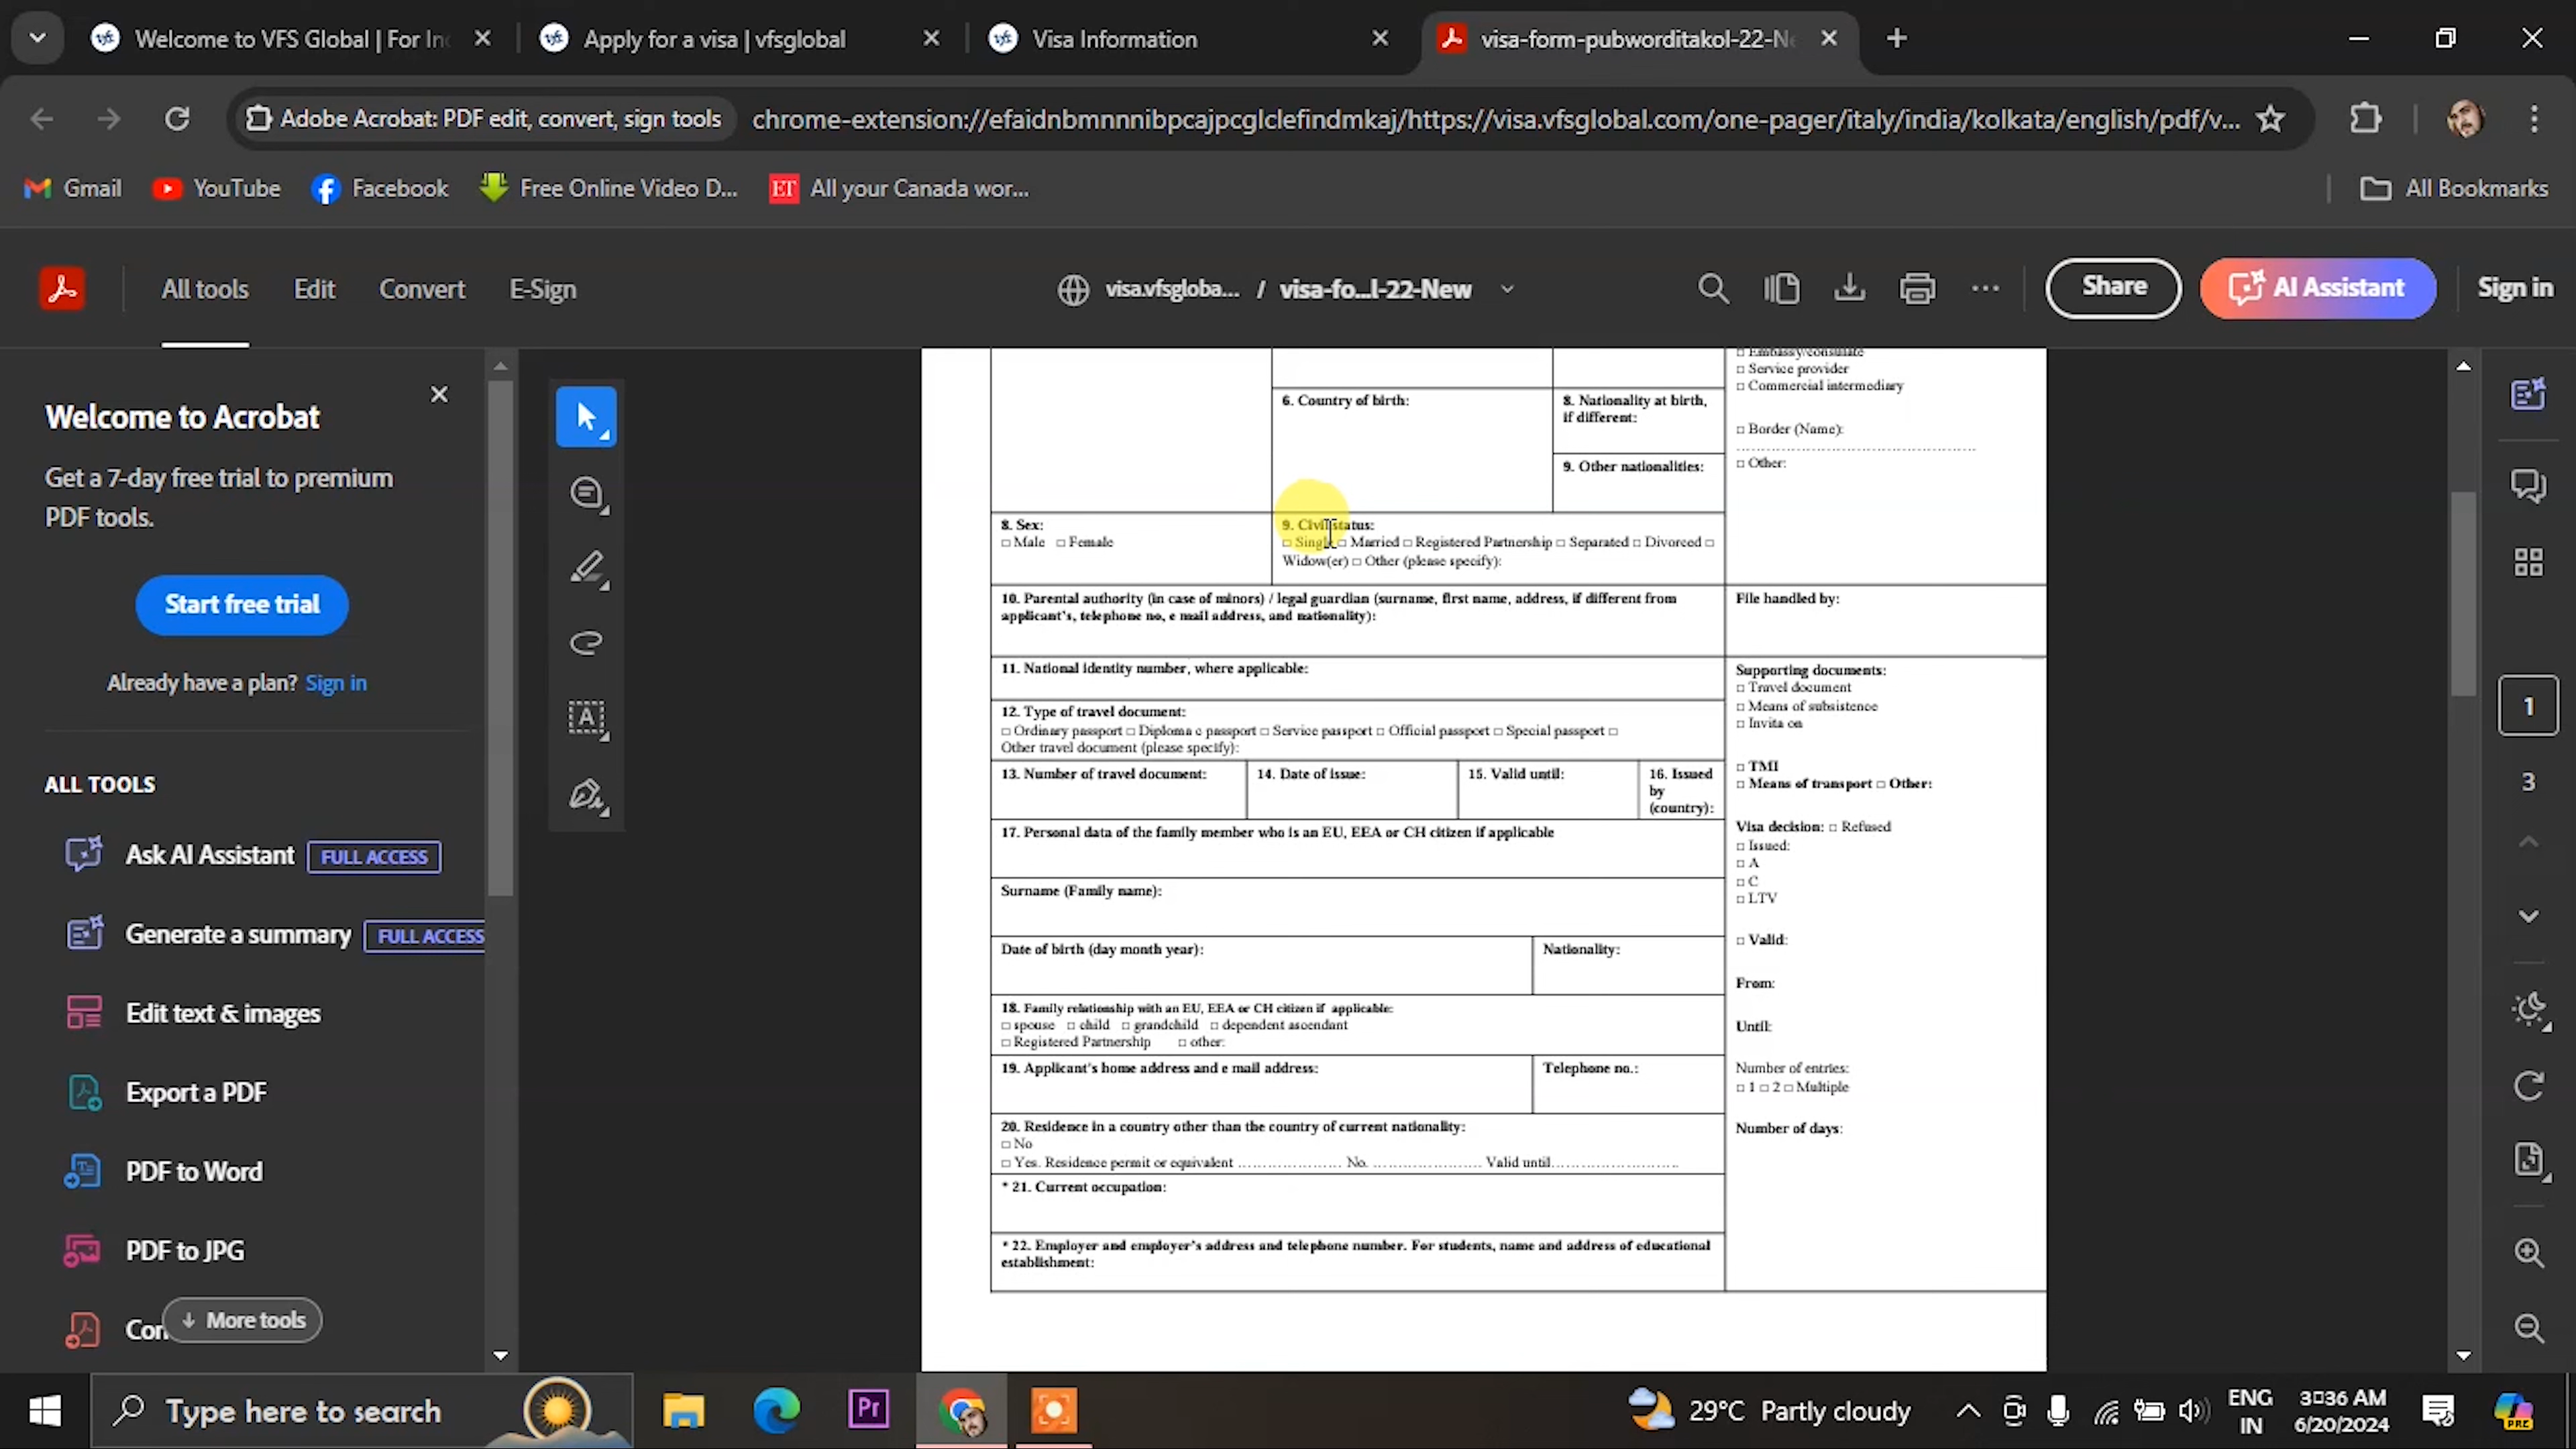 Welcome to VFS Global | For Inc
Apply for a visa | vfsglobal
Visa Information
visa-form-pubworditakol-22-Ne
Adobe Acrobat: PDF edit, convert, sign tools
chrome-extension://efaidnbmnnnibpcajpcglclefindmkaj/https://visa.vfsglobal.com/one-pager/italy/india/kolkata/english/pdf/v...
Gmail
YouTube
Facebook
Free Online Video D...
ET
All your Canada wor...
All Bookmarks
All tools
Edit
Convert
E-Sign
visa.vfsgloba... / visa-fo...l-22-New
Share
AI Assistant
Sign in
Welcome to Acrobat
Get a 7-day free trial to premium
PDF tools.
Start free trial
Already have a plan? Sign in
ALL TOOLS
Ask AI Assistant FULL ACCESS
Generate a summary FULL ACCESS
Edit text & images
Export a PDF
PDF to Word
PDF to JPG
Con
More tools
6. Country of birth:
8. Nationality at birth,
if different:
9. Other nationalities:
8. Sex:
□ Male □ Female
9. Civil status:
□ Single □ Married □ Registered Partnership □ Separated □ Divorced □
Widow(er) □ Other (please specify):
10. Parental authority (in case of minors) / legal guardian (surname, first name, address, if different from
applicant's, telephone no, e mail address, and nationality):
11. National identity number, where applicable:
12. Type of travel document:
□ Ordinary passport □ Diploma c passport □ Service passport □ Official passport □ Special passport □
Other travel document (please specify):
13. Number of travel document:
14. Date of issue:
15. Valid until:
16. Issued
by
(country):
17. Personal data of the family member who is an EU, EEA or CH citizen if applicable
Surname (Family name):
Date of birth (day month year):
Nationality:
18. Family relationship with an EU, EEA or CH citizen if applicable:
□ spouse □ child □ grandchild □ dependent ascendant
□ Registered Partnership □ other:
19. Applicant's home address and e mail address:
Telephone no.:
20. Residence in a country other than the country of current nationality:
□ No
□ Yes. Residence permit or equivalent ..................... No. ..................... Valid until.........................
* 21. Current occupation:
* 22. Employer and employer's address and telephone number. For students, name and address of educational
establishment:
□ Embassy/consulate
□ Service provider
□ Commercial intermediary
□ Border (Name):
□ Other:
File handled by:
Supporting documents:
□ Travel document
□ Means of subsistence
□ Invita on
□ TMI
□ Means of transport □ Other:
Visa decision: □ Refused
□ Issued:
□ A
□ C
□ LTV
□ Valid:
From:
Until:
Number of entries:
□ 1 □ 2 □ Multiple
Number of days:
1
3
Type here to search
Pr
29°C Partly cloudy
ENG
IN
3:36 AM
6/20/2024
PRE